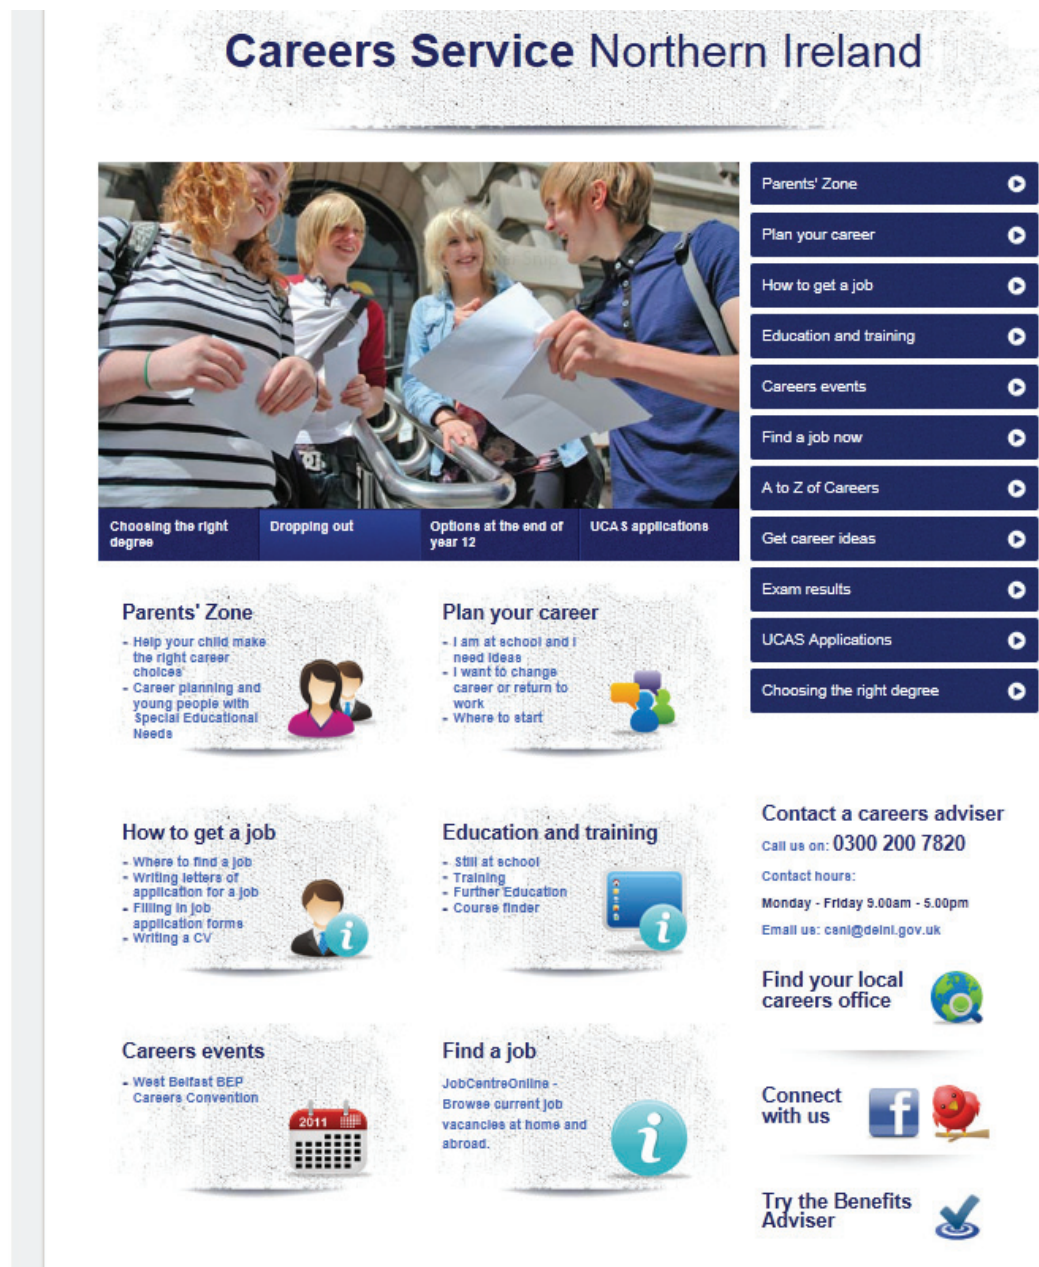 Careers Service Northern Ireland
Parents' Zone
Plan your career
How to get a job
Education and training
Careers events
Find a job now
A to Z of Careers
Get career ideas
Exam results
UCAS Applications
Choosing the right degree
Choosing the right
degree
Dropping out
Options at the end of
year 12
UCAS applications
Parents' Zone
- Help your child make
the right career
choices
- Career planning and
young people with
Special Educational
Needs
Plan your career
- I am at school and I
need ideas
- I want to change
career or return to
work
- Where to start
How to get a job
- Where to find a job
- Writing letters of
application for a job
- Filling in job
application forms
- Writing a CV
Education and training
- Still at school
- Training
- Further Education
- Course finder
Contact a careers adviser
Call us on: 0300 200 7820
Contact hours:
Monday - Friday 9.00am - 5.00pm
Email us: csni@delni.gov.uk
Find your local
careers office
Careers events
- West Belfast BEP
Careers Convention
2011
Find a job
JobCentreOnline -
Browse current job
vacancies at home and
abroad.
Connect
with us
Try the Benefits
Adviser